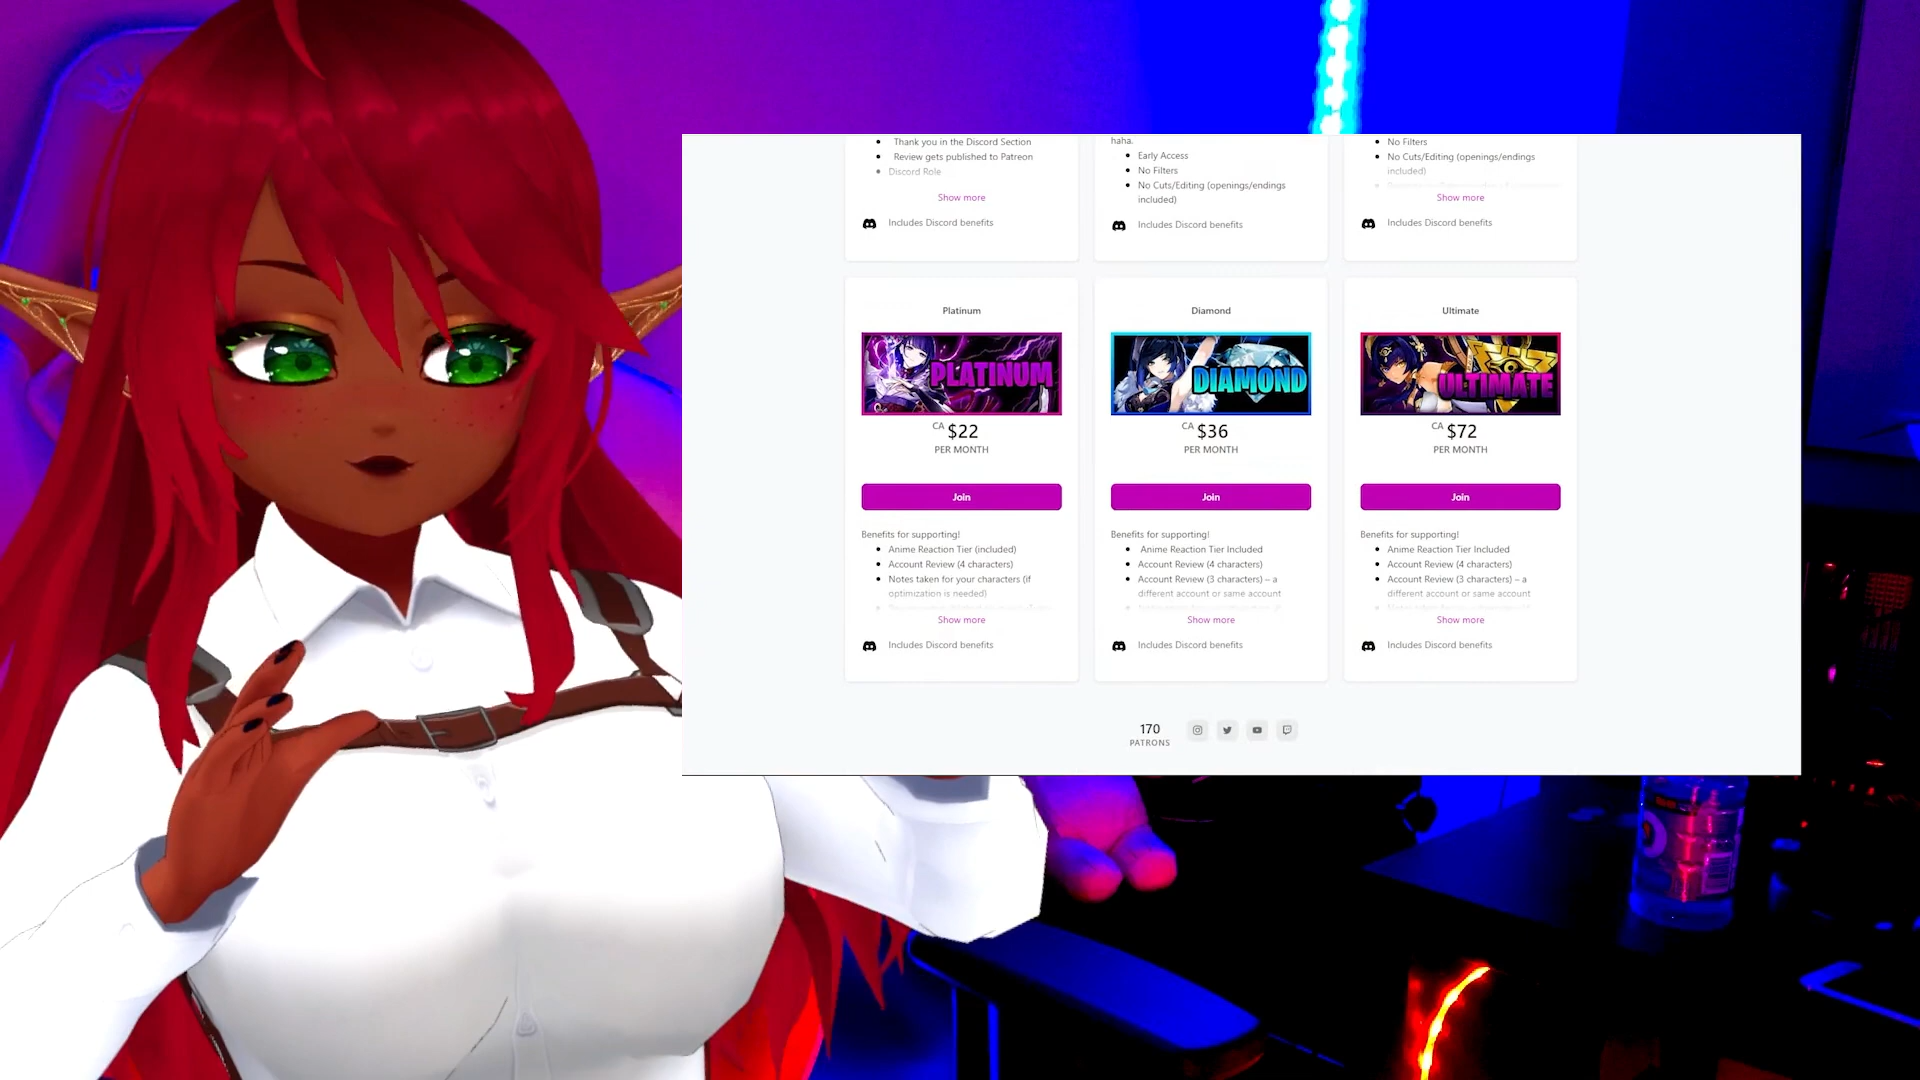 Thank you in the Discord Section
Review gets published to Patreon
Discord Role
Show more
Includes Discord benefits
haha.
Early Access
No Filters
No Cuts/Editing (openings/endings
included)
Includes Discord benefits
No Filters
No Cuts/Editing (openings/endings
included)
Show more
Includes Discord benefits
Platinum
PLATINUM
CA $22
PER MONTH
Join
Benefits for supporting!
Anime Reaction Tier (included)
Account Review (4 characters)
Notes taken for your characters (if
optimization is needed)
Show more
Includes Discord benefits
Diamond
DIAMOND
CA $36
PER MONTH
Join
Benefits for supporting!
Anime Reaction Tier Included
Account Review (4 characters)
Account Review (3 characters) – a
different account or same account
Show more
Includes Discord benefits
Ultimate
ULTIMATE
CA $72
PER MONTH
Join
Benefits for supporting!
Anime Reaction Tier Included
Account Review (4 characters)
Account Review (3 characters) – a
different account or same account
Show more
Includes Discord benefits
170
PATRONS